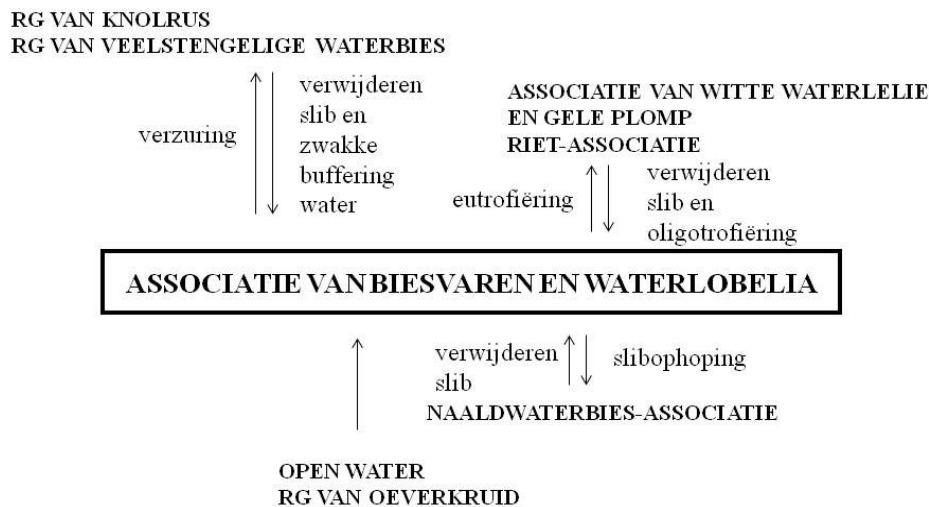 RG VAN KNOLRUS
RG VAN VEELSTENGELIGE WATERBIES
verzuring
verwijderen
slib en
zwakke
buffering
water
ASSOCIATIE VAN WITTE WATERLELIE
EN GELE PLOMP
RIET-ASSOCIATIE
eutrofiëring
verwijderen
slib en
oligotrofiëring
ASSOCIATIE VAN BIESVAREN EN WATERLOBELIA
verwijderen
slib
slibophoping
NAALDWATERBIES-ASSOCIATIE
OPEN WATER
RG VAN OEVERKRUID